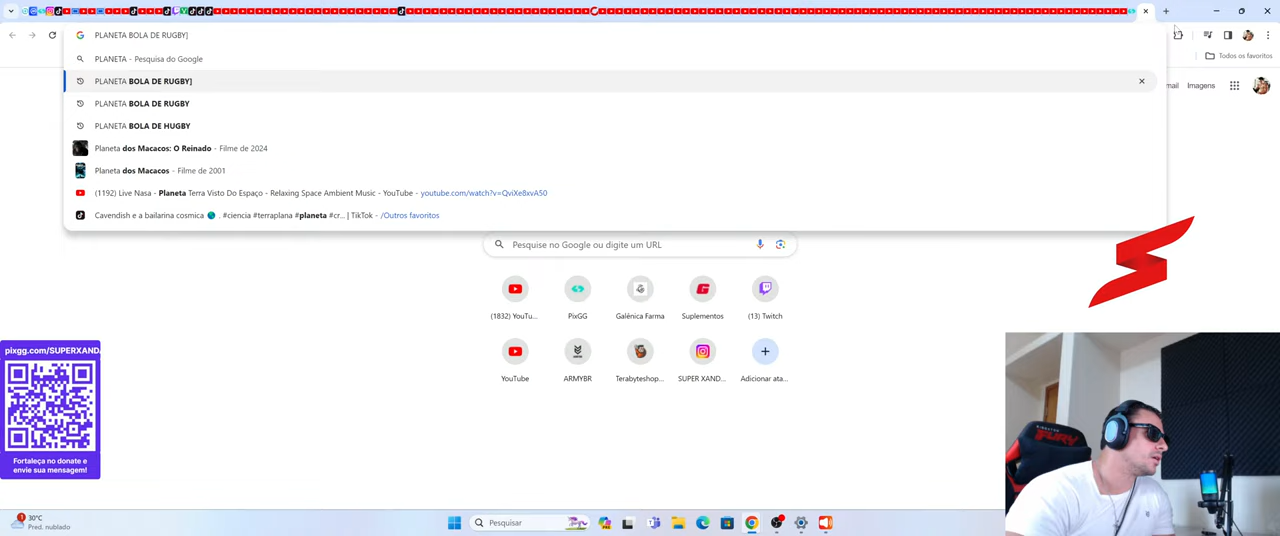 PLANETA BOLA DE RUGBY]
PLANETA - Pesquisa do Google
PLANETA BOLA DE RUGBY]
PLANETA BOLA DE RUGBY
PLANETA BOLA DE HUGBY
Planeta dos Macacos: O Reinado - Filme de 2024
Planeta dos Macacos - Filme de 2001
(1192) Live Nasa - Planeta Terra Visto Do Espaço - Relaxing Space Ambient Music - YouTube - youtube.com/watch?v=QviXe8xvA50
Cavendish e a bailarina cosmica 🌎 . #ciencia #terraplana #planeta #cr... | TikTok - /Outros favoritos
Todos os favoritos
mail Imagens
Pesquise no Google ou digite um URL
(1832) YouTu... PixGG Galénica Farma Suplementos (13) Twitch
YouTube ARMYBR Terabyteshop... SUPER XAND... Adicionar ata...
pixgg.com/SUPERXANDA
Fortaleça no donate e
envie sua mensagem!
FURY
1
30°C
Pred. nublado
Pesquisar